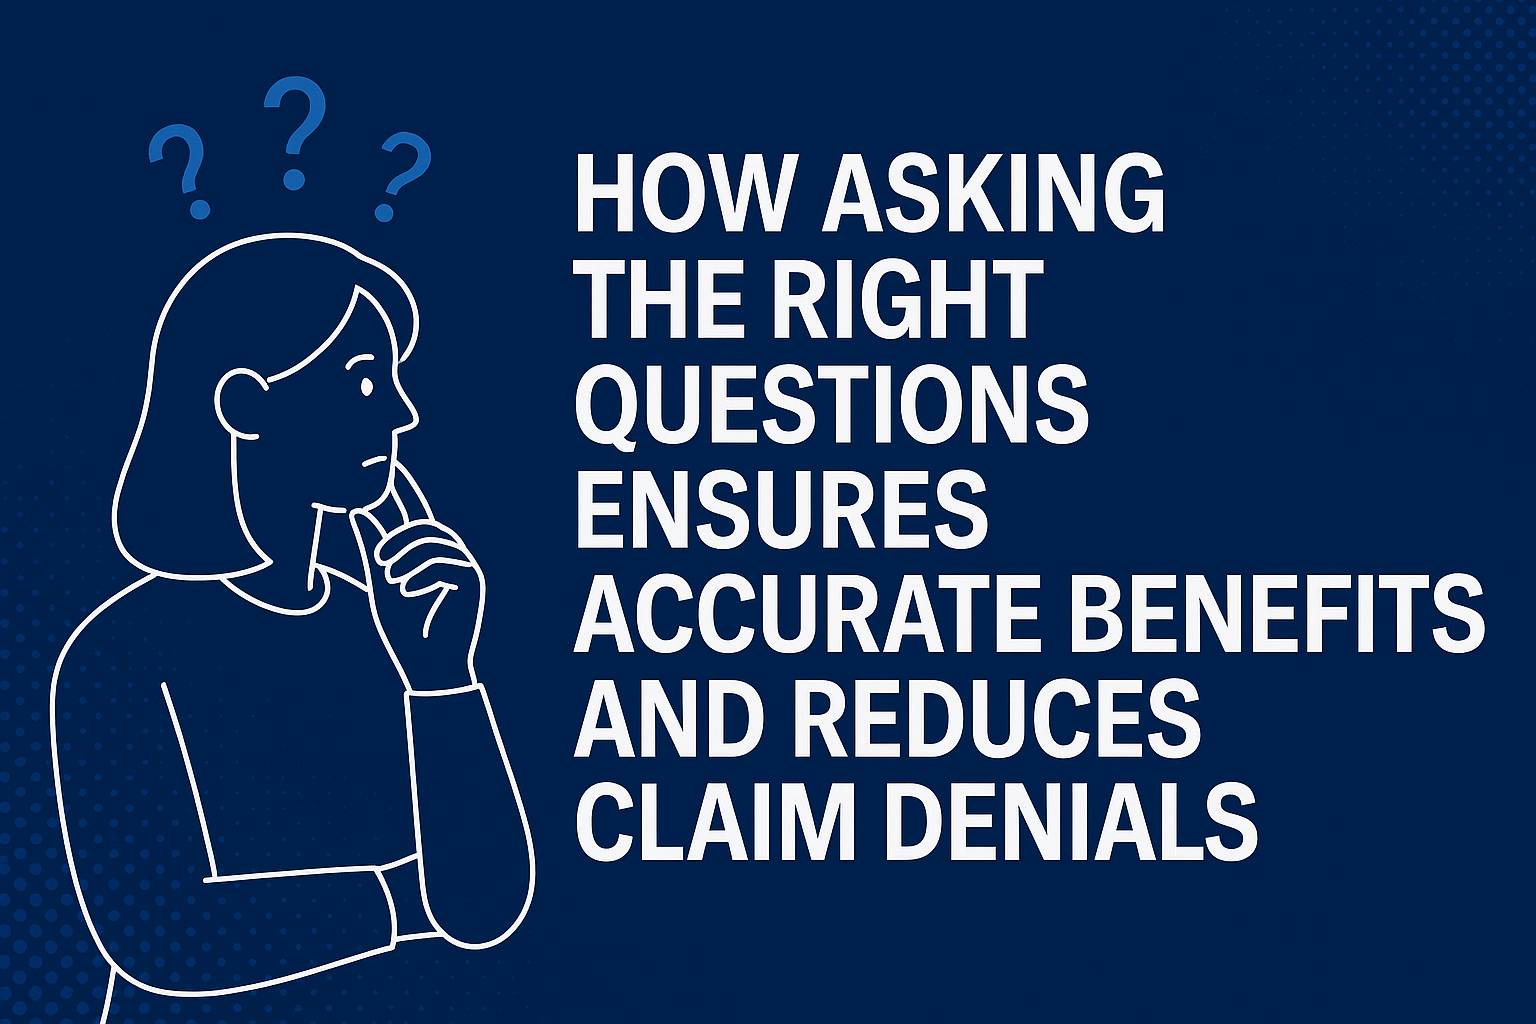 ? ? ?
HOW ASKING
THE RIGHT
QUESTIONS
ENSURES
ACCURATE BENEFITS
AND REDUCES
CLAIM DENIALS